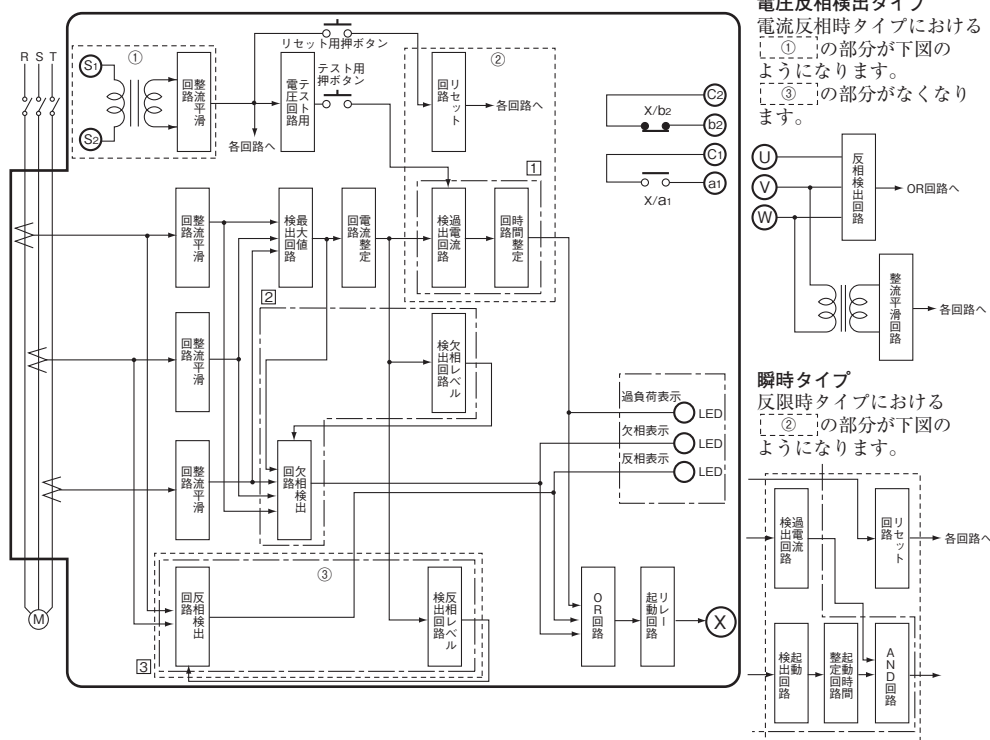 R S T
S1
S2
①
整流平滑
回路
リセット用押ボタン
テスト用
押ボタン
テスト用
電圧回路
各回路へ
②
リセット
回路
各回路へ
1
過電流
検出回路
時間整定
回路
C2
X/b2
b2
C1
X/a1
a1
整流平滑
回路
最大値
検出回路
電流整定
回路
2
整流平滑
回路
欠相レベル
検出回路
整流平滑
回路
欠相検出
回路
過負荷表示
LED
欠相表示
LED
反相表示
LED
③
反相検出
回路
反相レベル
検出回路
3
OR回路
リレー
起動回路
X
M
電圧反相検出タイプ
電流反相時タイプにおける
① の部分が下図の
ようになります。
③ の部分がなくなり
ます。
U
V
W
反相検出回路
OR回路へ
整流平滑回路
各回路へ
瞬時タイプ
反限時タイプにおける
② の部分が下図の
ようになります。
過電流
検出回路
リセット
回路
各回路へ
起動
検出回路
起動時間
整定回路
AND回路